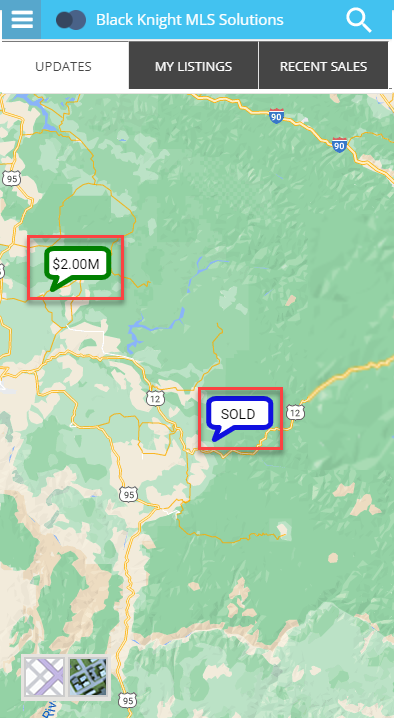 Black Knight MLS Solutions
UPDATES
MY LISTINGS
RECENT SALES
90
90
95
$2.00M
12
SOLD
12
95
95